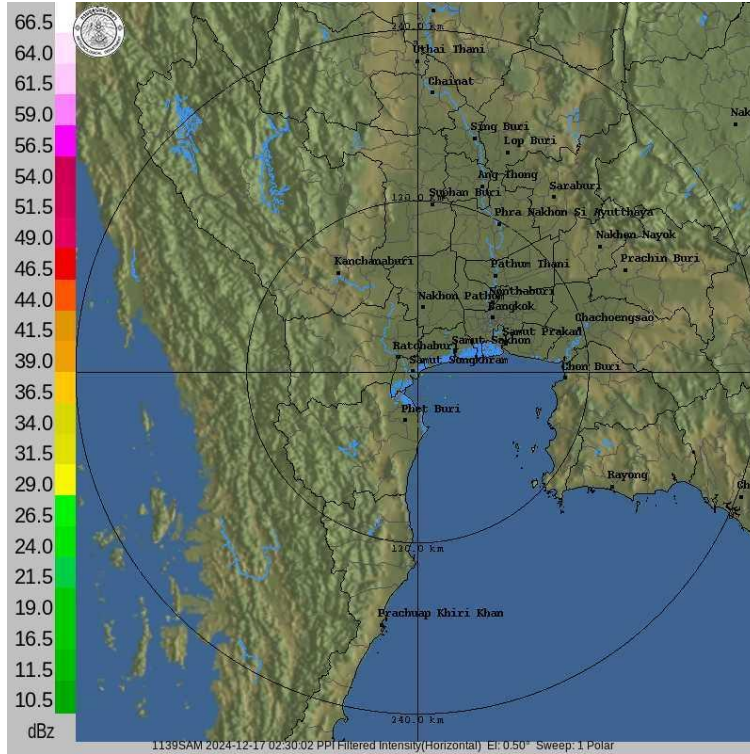 66.5
64.0
61.5
59.0
56.5
54.0
51.5
49.0
46.5
44.0
41.5
39.0
36.5
34.0
31.5
29.0
26.5
24.0
21.5
19.0
16.5
11.5
10.5
dBz
240.0 km
Uthai Thani
Chainat
Sing Buri
Lop Buri
Nak
Ang Thong
Suphan Buri
Saraburi
120.0 km
Phra Nakhon Si Ayutthaya
Nakhon Nayok
Kanchanaburi
Pathum Thani
Prachin Buri
Nonthaburi
Nakhon Pathom
Bangkok
Chachoengsao
Samut Prakan
Samut Sakhon
Ratchaburi
Samut Songkhram
Chon Buri
Phet Buri
Rayong
Ch
120.0 km
Prachuap Khiri Khan
240.0 km
1139SAM 2024-12-17 02:30:02 PPI Filtered Intensity(Horizontal) El: 0.50° Sweep: 1 Polar